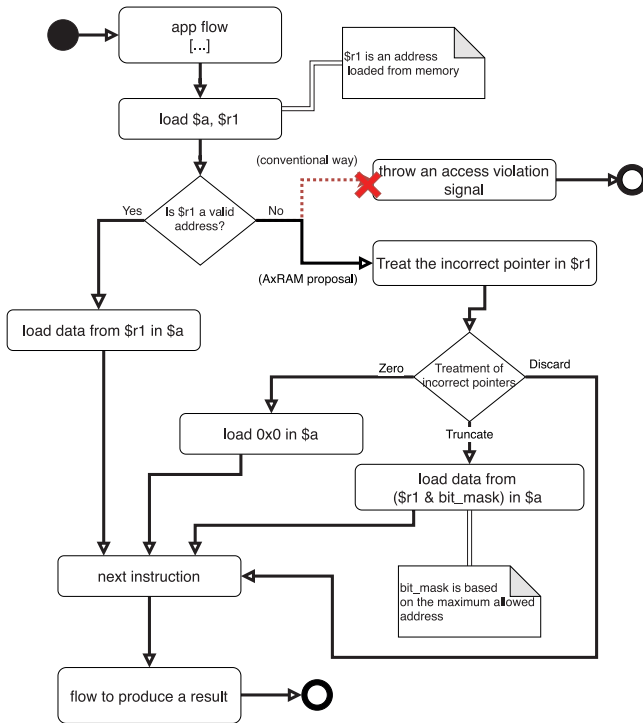 app flow
[...]
$r1 is an address
loaded from memory
load $a, $r1
(conventional way)
throw an access violation
signal
Yes
Is $r1 a valid
address?
No
Treat the incorrect pointer in $r1
(AxRAM proposal)
load data from $r1 in $a
Zero
Treatment of
incorrect pointers
Discard
load 0x0 in $a
Truncate
load data from
($r1 & bit_mask) in $a
next instruction
bit_mask is based
on the maximum allowed
address
flow to produce a result